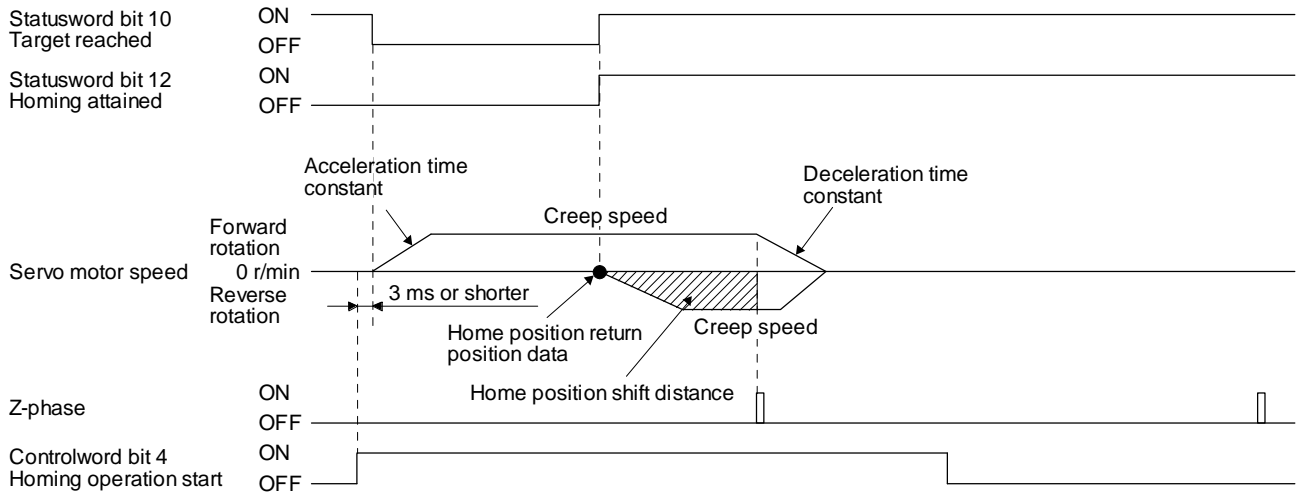 Statusword bit 10
Target reached
ON
OFF
Statusword bit 12
Homing attained
ON
OFF
Acceleration time
constant
Deceleration time
constant
Creep speed
Forward
rotation
Servo motor speed
0 r/min
Reverse
rotation
3 ms or shorter
Creep speed
Home position return
position data
Home position shift distance
Z-phase
ON
OFF
Controlword bit 4
Homing operation start
ON
OFF